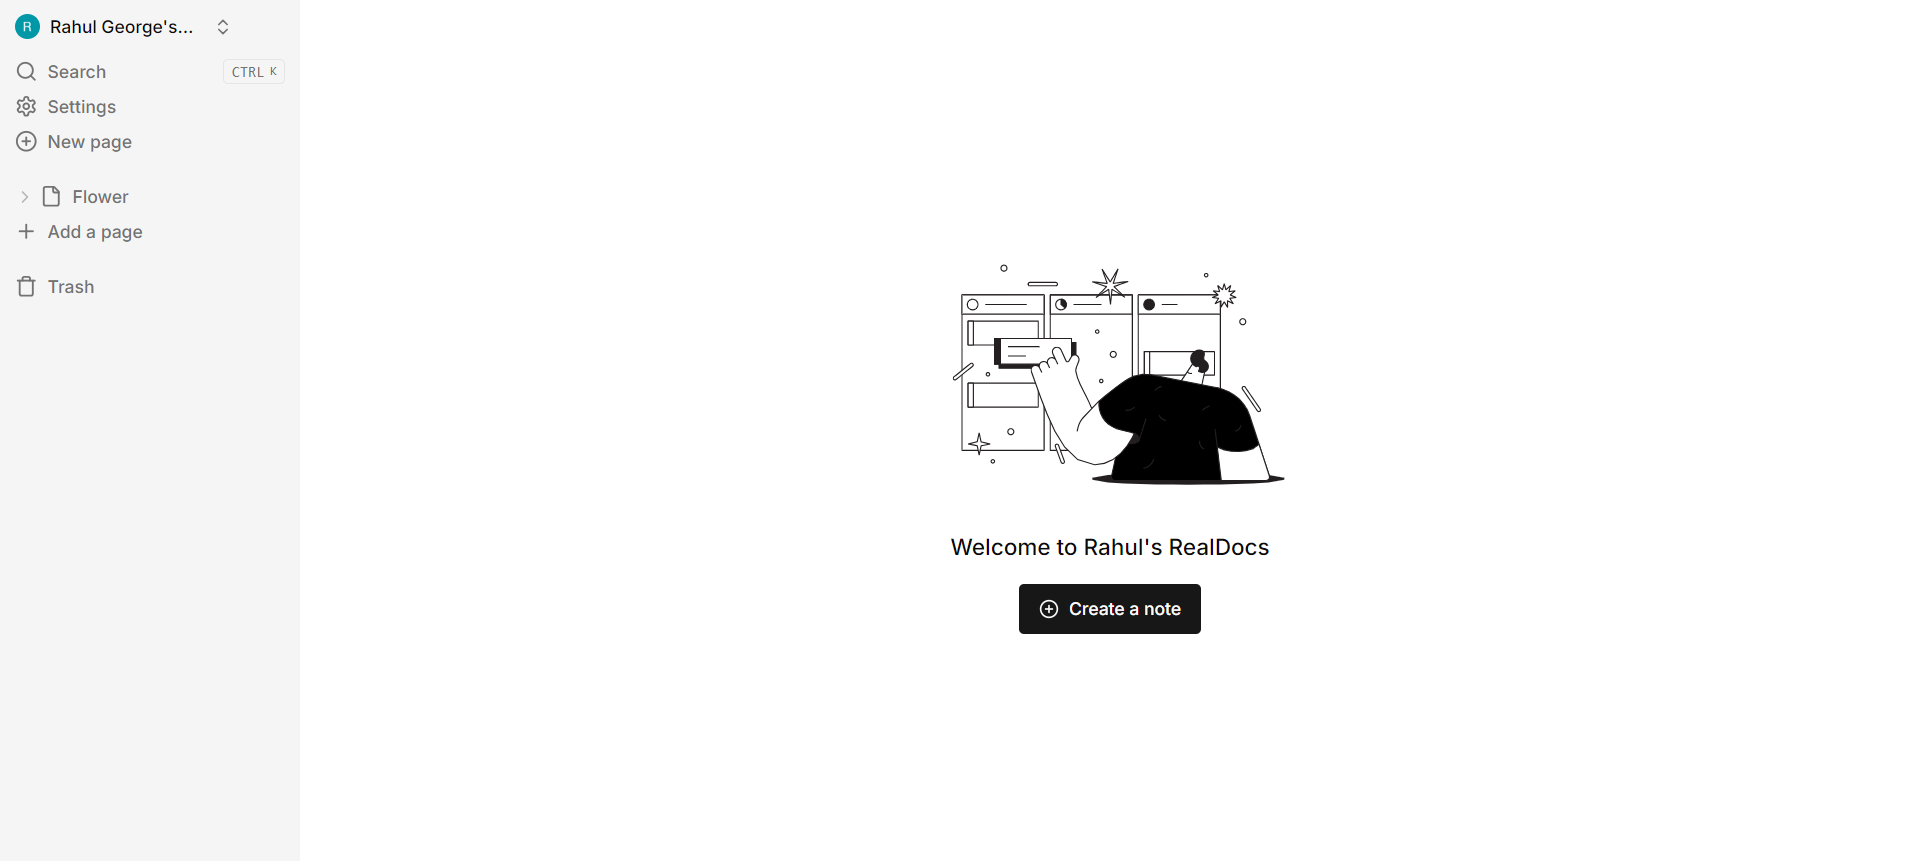 R Rahul George's...
Search CTRL K
Settings
New page
Flower
Add a page
Trash
Welcome to Rahul's RealDocs
Create a note